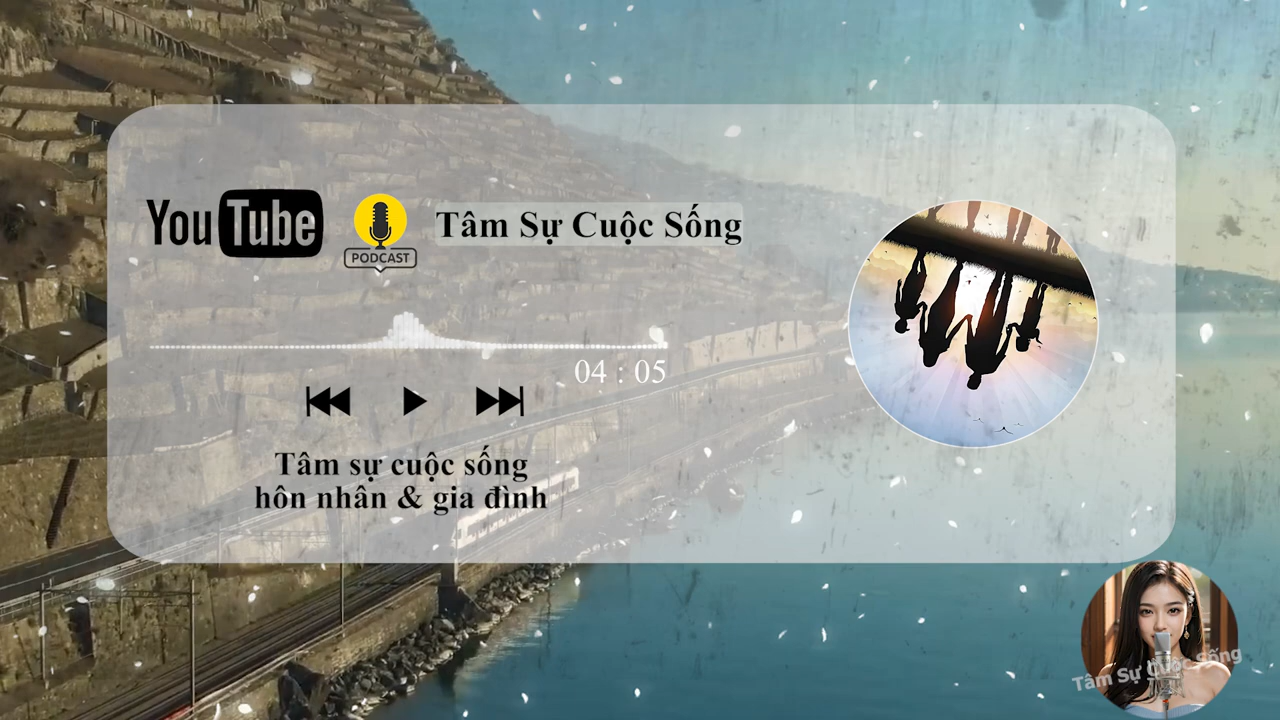 YouTube
PODCAST
Tâm Sự Cuộc Sống
04 : 05
Tâm sự cuộc sống
hôn nhân & gia đình
Tâm Sự Cuộc Sống